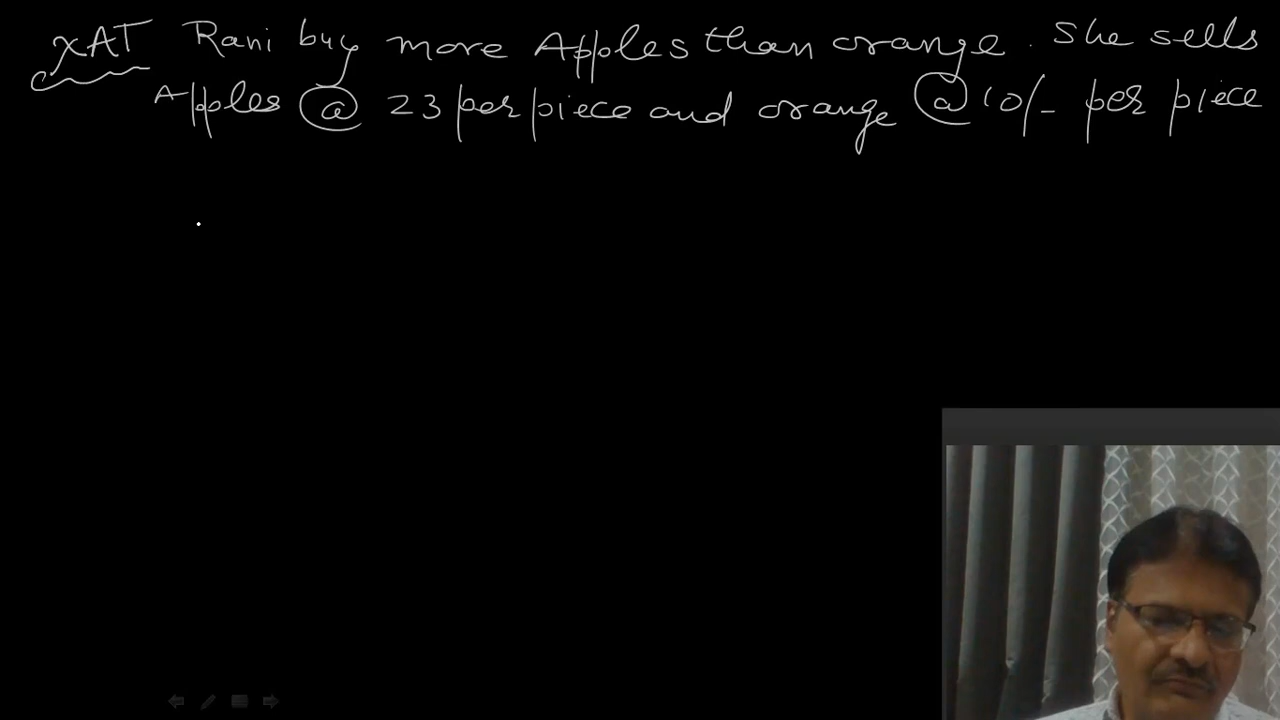 XAT Rani buy more Apples than orange. She sells
Apples @ 23 per piece and orange @ 10/- per piece